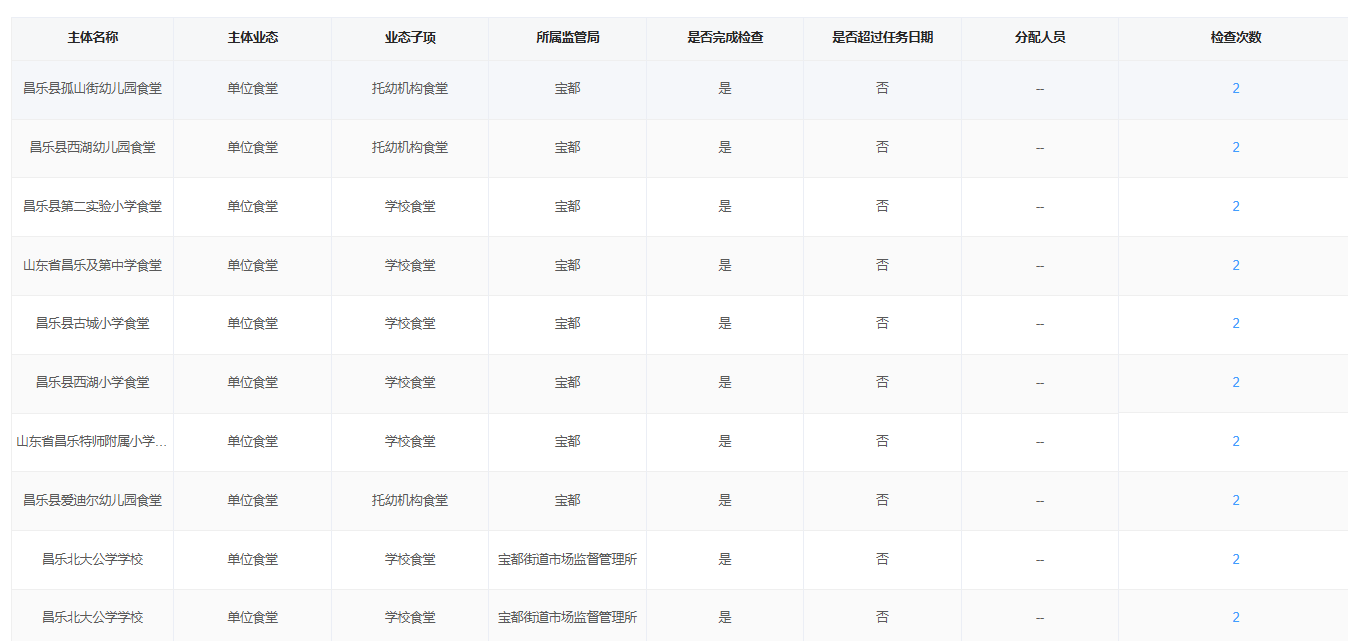 主体名称 主体业态 业态子项 所属监管局 是否完成检查 是否超过任务日期 分配人员 检查次数
昌乐县孤山街幼儿园食堂 单位食堂 托幼机构食堂 宝都 是 否 -- 2
昌乐县西湖幼儿园食堂 单位食堂 托幼机构食堂 宝都 是 否 -- 2
昌乐县第二实验小学食堂 单位食堂 学校食堂 宝都 是 否 -- 2
山东省昌乐及第中学食堂 单位食堂 学校食堂 宝都 是 否 -- 2
昌乐县古城小学食堂 单位食堂 学校食堂 宝都 是 否 -- 2
昌乐县西湖小学食堂 单位食堂 学校食堂 宝都 是 否 -- 2
山东省昌乐特师附属小学... 单位食堂 学校食堂 宝都 是 否 -- 2
昌乐县爱迪尔幼儿园食堂 单位食堂 托幼机构食堂 宝都 是 否 -- 2
昌乐北大公学学校 单位食堂 学校食堂 宝都街道市场监督管理所 是 否 -- 2
昌乐北大公学学校 单位食堂 学校食堂 宝都街道市场监督管理所 是 否 -- 2